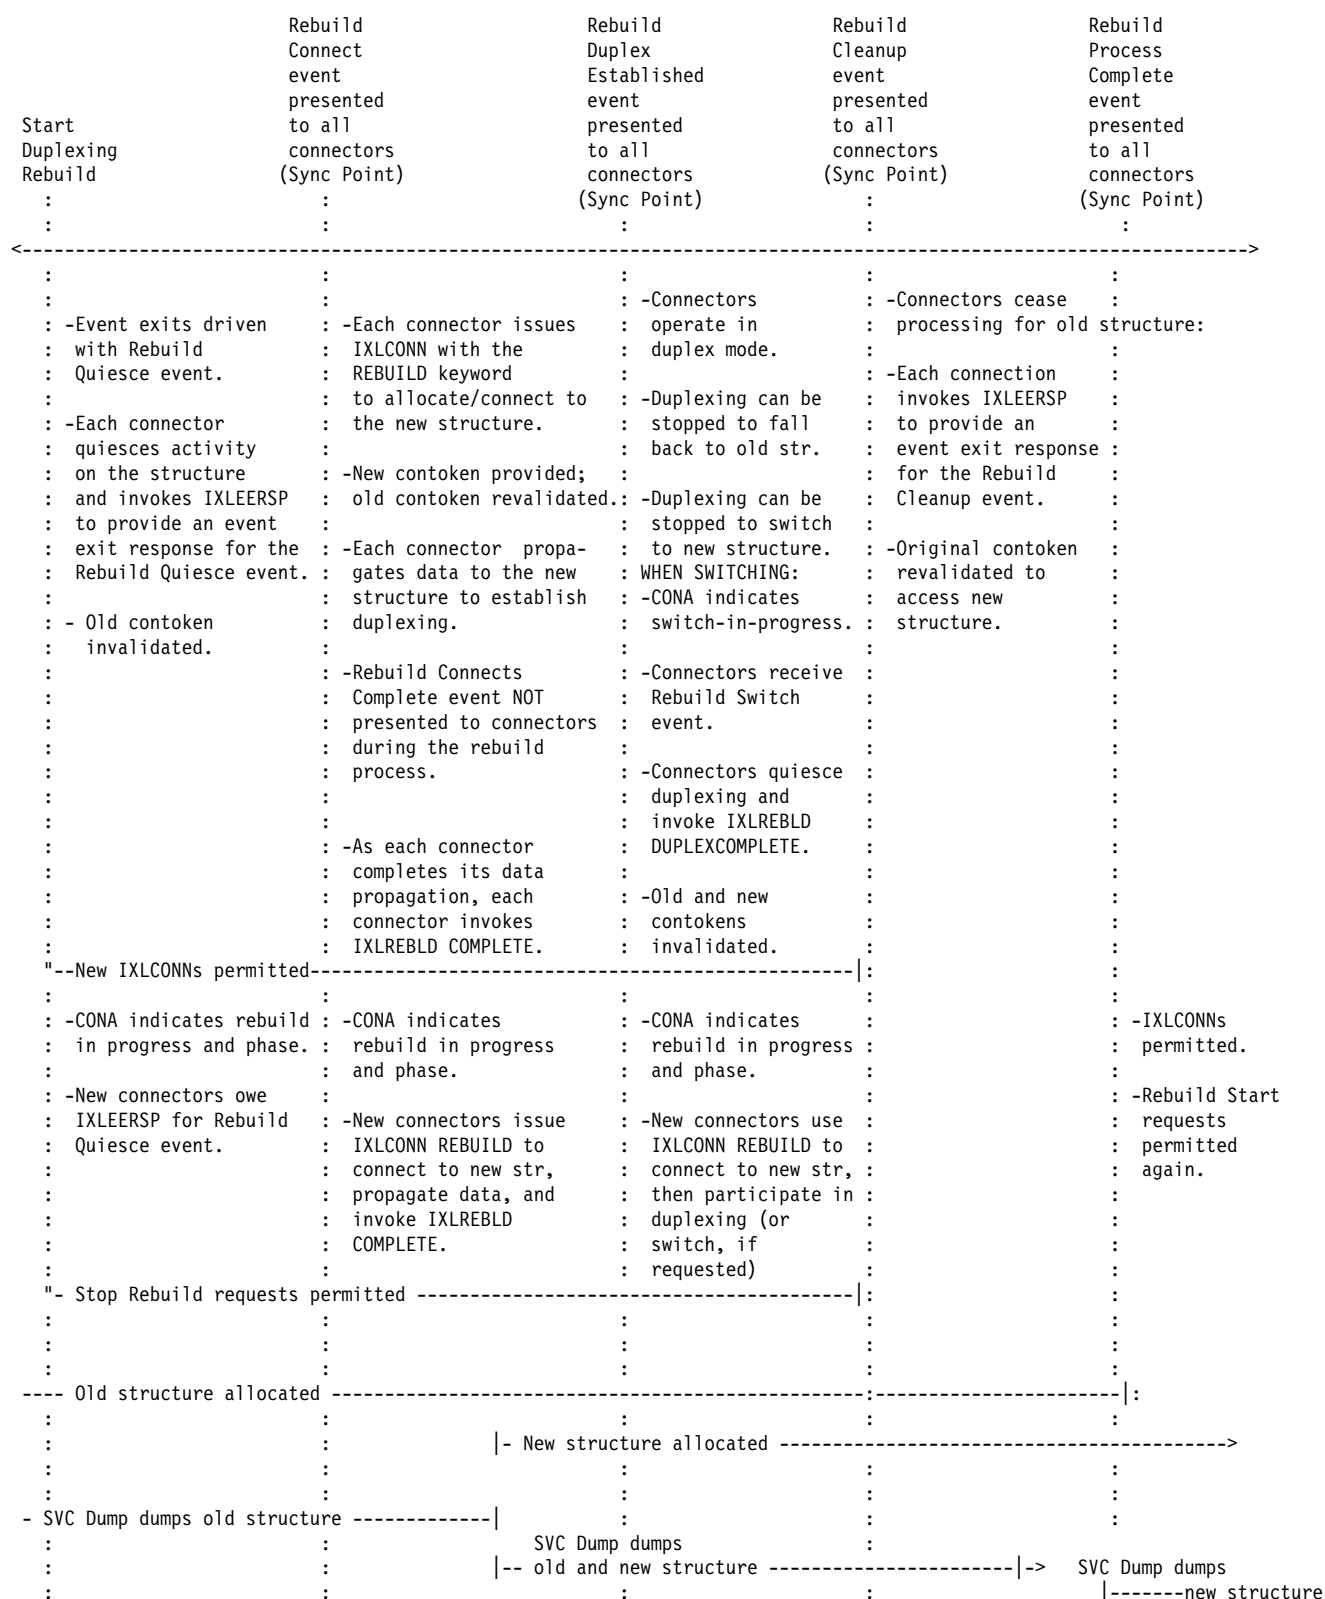 Rebuild                     Rebuild                Rebuild                 Rebuild
                         Connect                     Duplex                 Cleanup                 Process
                         event                       Established            event                   Complete
                         presented                   event                  presented               event
Start                    to all                      presented              to all                  presented
Duplexing                connectors                  to all                 connectors              to all
Rebuild                 (Sync Point)                 connectors            (Sync Point)             connectors
  :                         :                       (Sync Point)               :                   (Sync Point)
  :                         :                           :                      :                       :
<-------------------------------------------------------------------------------------------------------------------->
  :                         :                           :                      :                      :
  :                         :                           : -Connectors          : -Connectors cease    :
  : -Event exits driven     : -Each connector issues    :  operate in          :  processing for old structure:
  :  with Rebuild           :  IXLCONN with the         :  duplex mode.        :                      :
  :  Quiesce event.         :  REBUILD keyword          :                      : -Each connection     :
  :                         :  to allocate/connect to   : -Duplexing can be    :  invokes IXLEERSP    :
  : -Each connector         :  the new structure.       :  stopped to fall     :  to provide an       :
  :  quiesces activity      :                           :  back to old str.    :  event exit response :
  :  on the structure       : -New contoken provided;   :                      :  for the Rebuild     :
  :  and invokes IXLEERSP   :  old contoken revalidated.: -Duplexing can be    :  Cleanup event.      :
  :  to provide an event    :                           :  stopped to switch   :                      :
  :  exit response for the  : -Each connector  propa-   :  to new structure.   : -Original contoken   :
  :  Rebuild Quiesce event. :  gates data to the new    : WHEN SWITCHING:      :  revalidated to      :
  :                         :  structure to establish   : -CONA indicates      :  access new          :
  : - Old contoken          :  duplexing.               :  switch-in-progress. :  structure.          :
  :   invalidated.          :                           :                      :                      :
  :                         : -Rebuild Connects         : -Connectors receive  :                      :
  :                         :  Complete event NOT       :  Rebuild Switch      :                      :
  :                         :  presented to connectors  :  event.              :                      :
  :                         :  during the rebuild       :                      :                      :
  :                         :  process.                 : -Connectors quiesce  :                      :
  :                         :                           :  duplexing and       :                      :
  :                         :                           :  invoke IXLREBLD     :                      :
  :                         : -As each connector        :  DUPLEXCOMPLETE.     :                      :
  :                         :  completes its data       :                      :                      :
  :                         :  propagation, each        : -Old and new         :                      :
  :                         :  connector invokes        :  contokens           :                      :
  :                         :  IXLREBLD COMPLETE.       :  invalidated.        :                      :
  "--New IXLCONNs permitted---------------------------------------------------|:                      :
  :                         :                           :                      :                      :
  : -CONA indicates rebuild : -CONA indicates           : -CONA indicates      :                      : -IXLCONNs
  :  in progress and phase. :  rebuild in progress      :  rebuild in progress :                      :  permitted.
  :                         :  and phase.               :  and phase.          :                      :
  : -New connectors owe     :                           :                      :                      : -Rebuild Start
  :  IXLEERSP for Rebuild   : -New connectors issue     : -New connectors use  :                      :  requests
  :  Quiesce event.         :  IXLCONN REBUILD to       :  IXLCONN REBUILD to  :                      :  permitted
  :                         :  connect to new str,      :  connect to new str, :                      :  again.
  :                         :  propagate data, and      :  then participate in :                      :
  :                         :  invoke IXLREBLD          :  duplexing (or       :                      :
  :                         :  COMPLETE.                :  switch, if          :                      :
  :                         :                           :  requested)          :                      :
  "- Stop Rebuild requests permitted -----------------------------------------|:                      :
  :                         :                           :                      :                      :
  :                         :                           :                      :                      :
  :                         :                           :                      :                      :
---- Old structure allocated --------------------------------------------------:-----------------------|:
  :                         :                           :                      :                      :
  :                         :               |- New structure allocated ------------------------------------------>
  :                         :                           :                      :                      :
  :                         :                           :                      :                      :
- SVC Dump dumps old structure -------------|           :                      :                      :
  :                         :                   SVC Dump dumps                 :
  :                         :               |-- old and new structure -----------------------|->   SVC Dump dumps
  :                         :                           :                      :                     |-------new structure